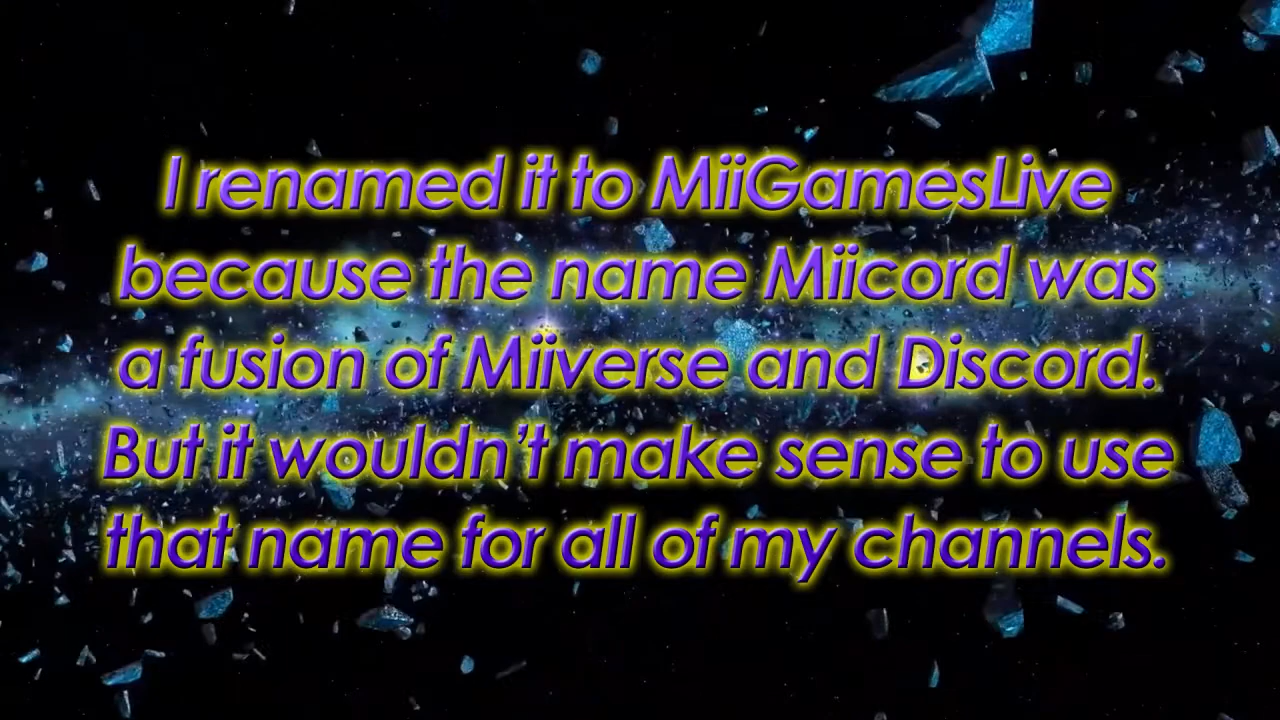 I renamed it to MiiGamesLive
because the name Miicord was
a fusion of Miiverse and Discord.
But it wouldn’t make sense to use
that name for all of my channels.